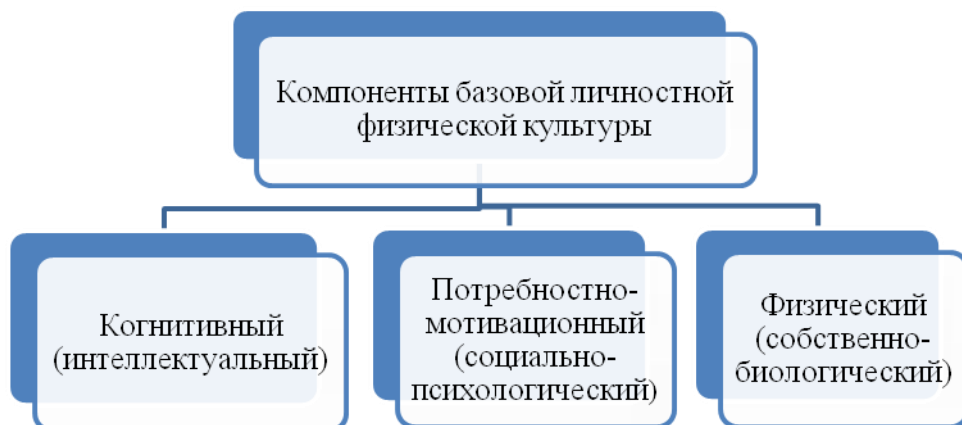 Компоненты базовой личностной
физической культуры
Когнитивный
(интеллектуальный)
Потребностно-
мотивационный
(социально-
психологический)
Физический
(собственно-
биологический)